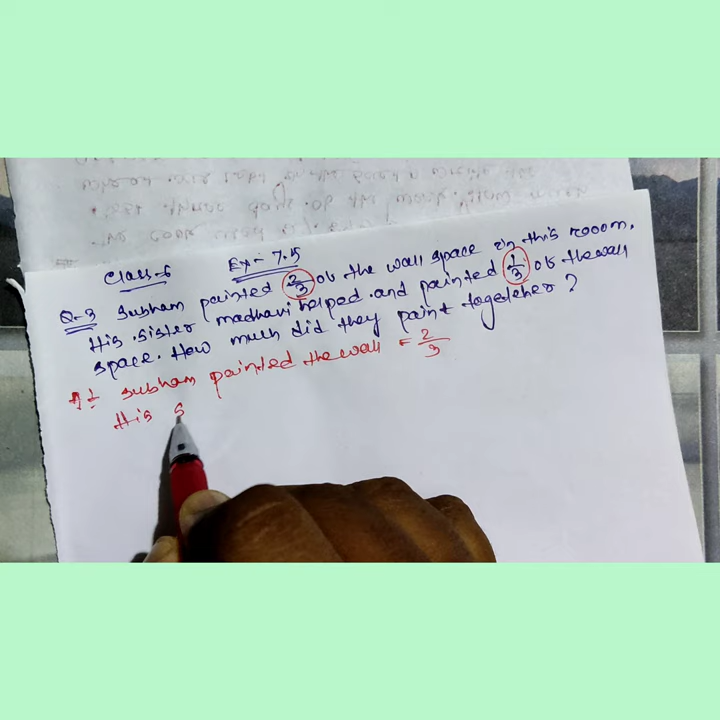 Class-6 Ex- 7.5
Q-3 Subham painted 2/3 of the wall space in this rooom.
His sister madhavi helped and painted 1/3 of the wall
space. How much did they paint together?
A:- Subham painted the wall = 2/3
His s